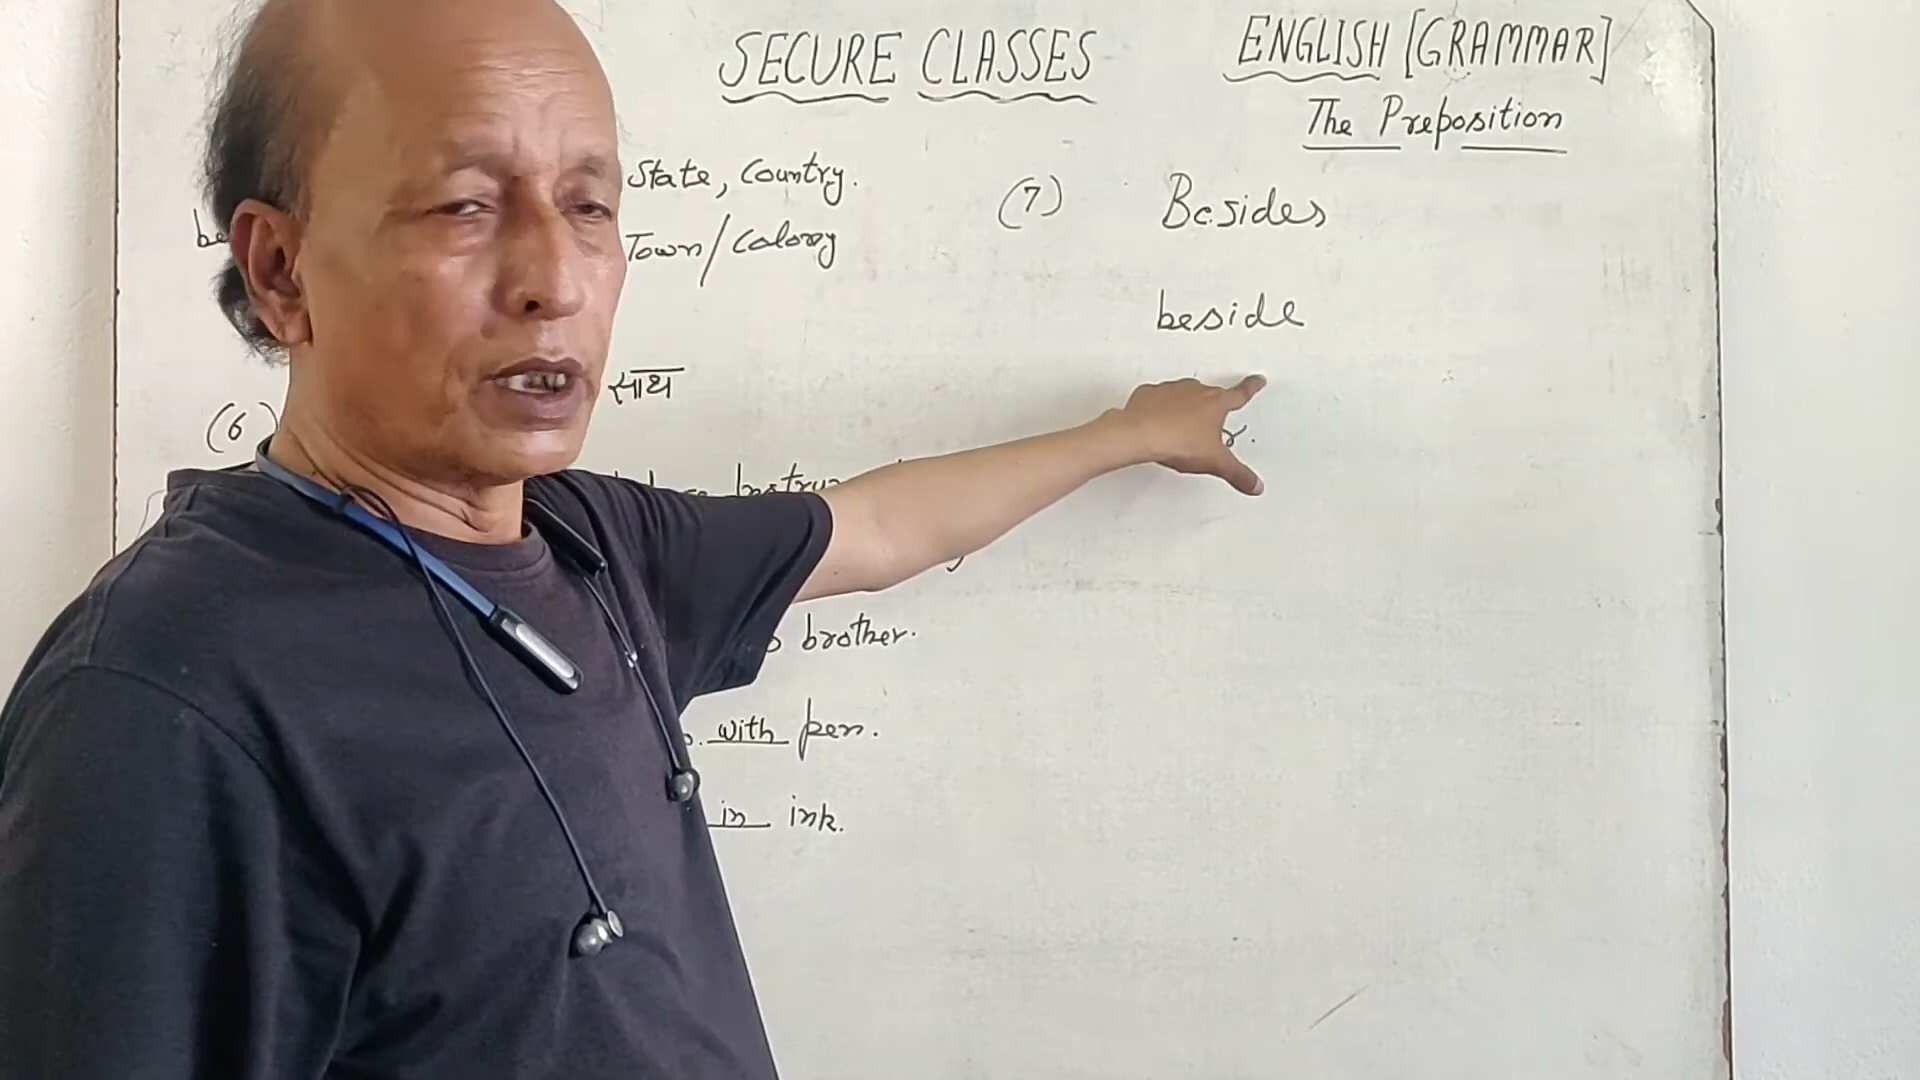 SECURE CLASSES
ENGLISH [GRAMMAR]
The Preposition
State, Country.
Town/Colony
साथ
(6)
brother.
with pen.
in ink.
(7) Besides
beside